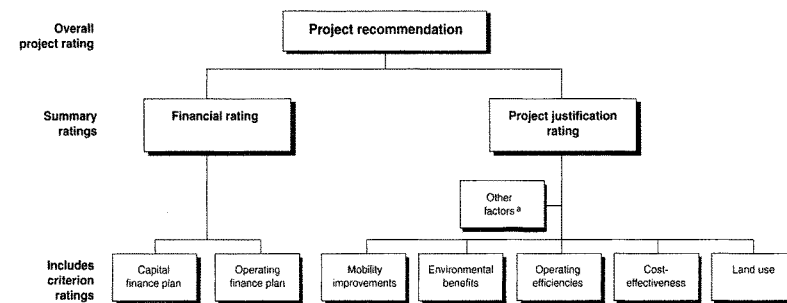 Overall
project rating
Project recommendation
Summary
ratings
Financial rating
Project justification
rating
Other
factors a
Includes
criterion
ratings
Capital
finance plan
Operating
finance plan
Mobility
improvements
Environmental
benefits
Operating
efficiencies
Cost-
effectiveness
Land use